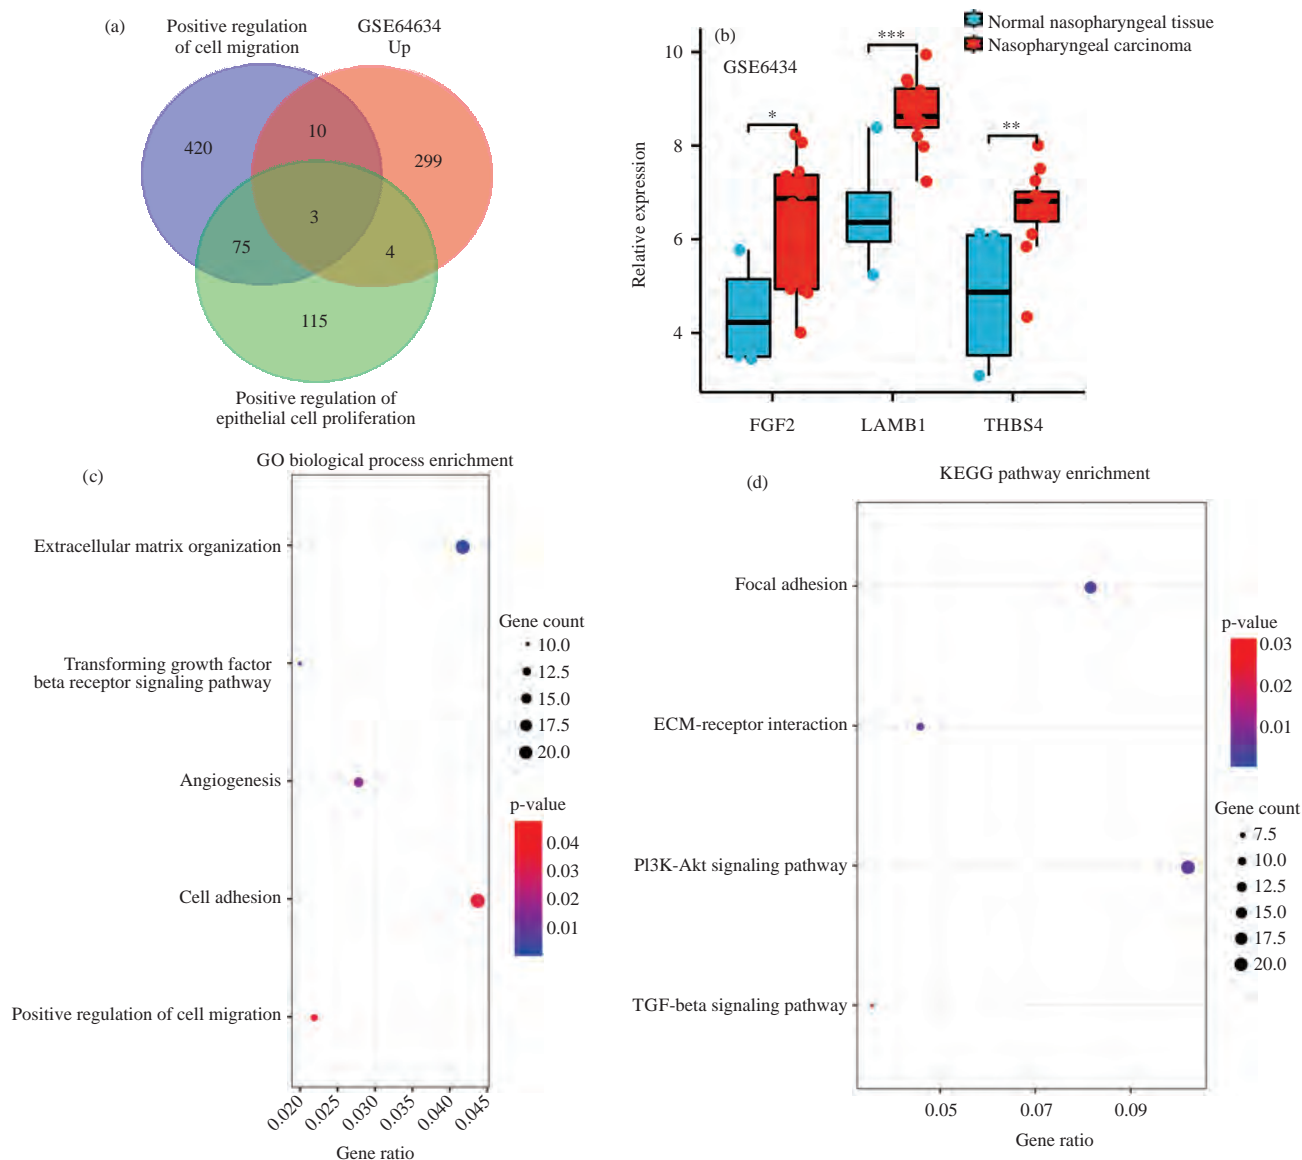 (a)
Positive regulation
of cell migration
GSE64634
Up
420
10
299
3
75
4
115
Positive regulation of
epithelial cell proliferation
(b)
Normal nasopharyngeal tissue
Nasopharyngeal carcinoma
GSE6434
Relative expression
10
8
6
4
*
***
**
FGF2
LAMB1
THBS4
(c)
GO biological process enrichment
Extracellular matrix organization
Transforming growth factor
beta receptor signaling pathway
Angiogenesis
Cell adhesion
Positive regulation of cell migration
0.020
0.025
0.030
0.035
0.040
0.045
Gene ratio
Gene count
10.0
12.5
15.0
17.5
20.0
p-value
0.04
0.03
0.02
0.01
(d)
KEGG pathway enrichment
Focal adhesion
ECM-receptor interaction
Pl3K-Akt signaling pathway
TGF-beta signaling pathway
0.05
0.07
0.09
Gene ratio
p-value
0.03
0.02
0.01
Gene count
7.5
10.0
12.5
15.0
17.5
20.0